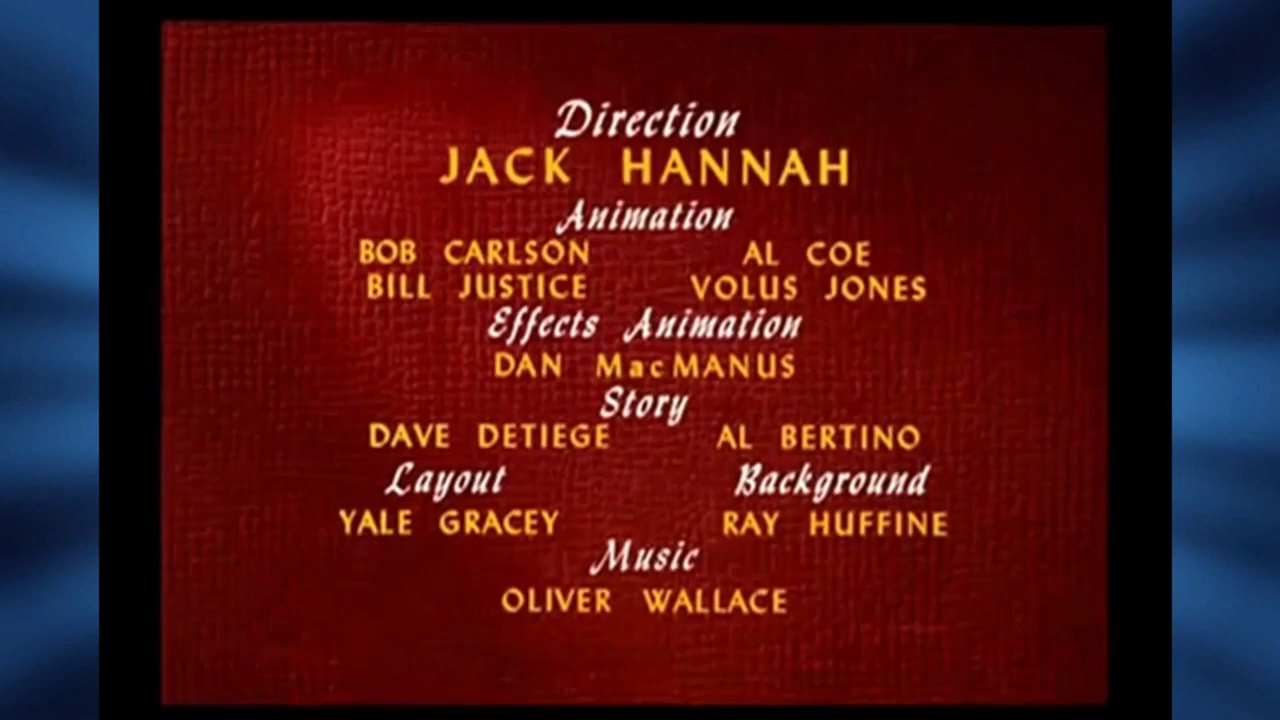 Direction
JACK HANNAH
Animation
BOB CARLSON AL COE
BILL JUSTICE VOLUS JONES
Effects Animation
DAN MacMANUS
Story
DAVE DETIEGE AL BERTINO
Layout Background
YALE GRACEY RAY HUFFINE
Music
OLIVER WALLACE